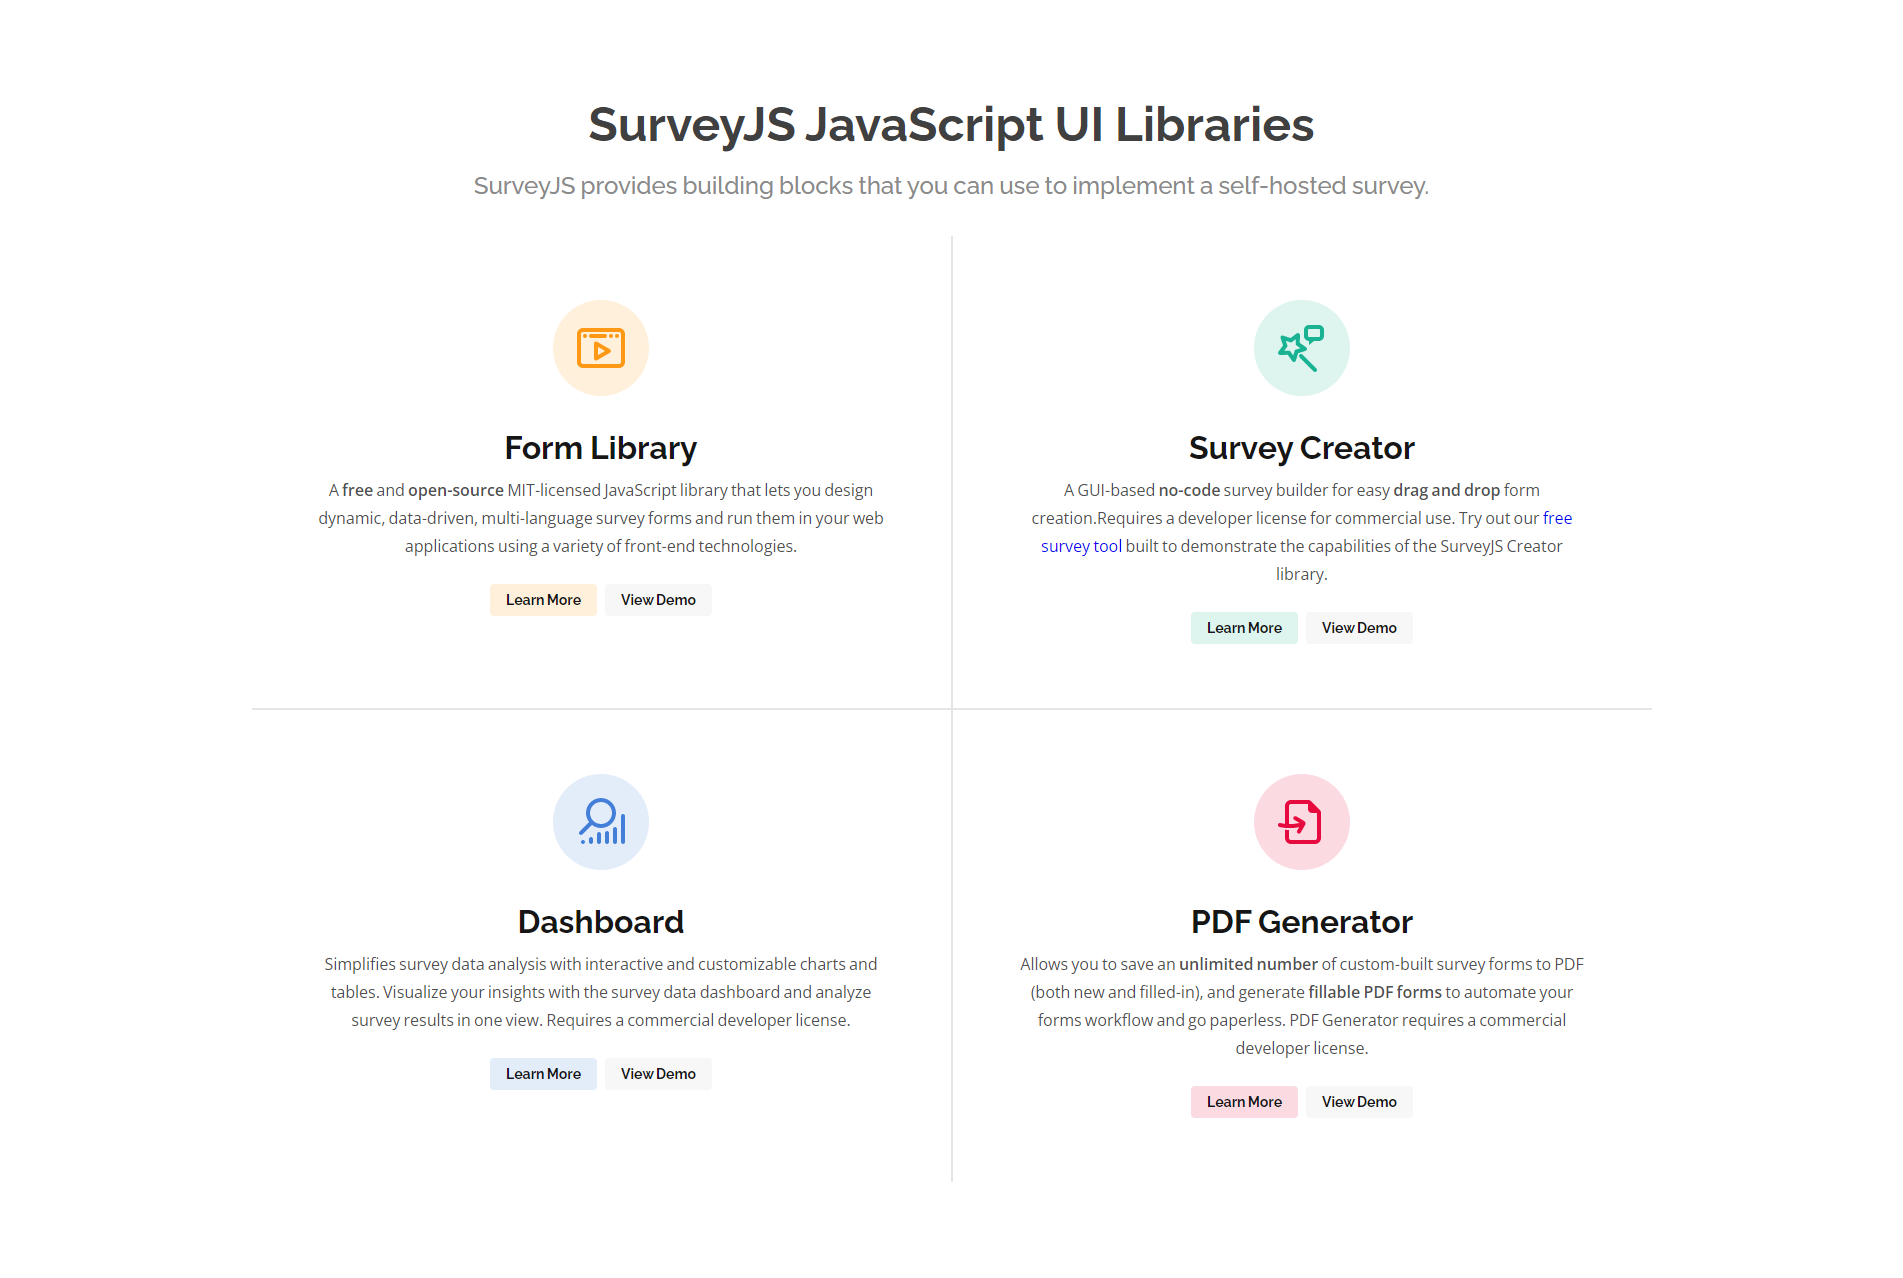 SurveyJS JavaScript UI Libraries
SurveyJS provides building blocks that you can use to implement a self-hosted survey.
Form Library
A free and open-source MIT-licensed JavaScript library that lets you design
dynamic, data-driven, multi-language survey forms and run them in your web
applications using a variety of front-end technologies.
Learn More View Demo
Survey Creator
A GUI-based no-code survey builder for easy drag and drop form
creation.Requires a developer license for commercial use. Try out our free
survey tool built to demonstrate the capabilities of the SurveyJS Creator
library.
Learn More View Demo
Dashboard
Simplifies survey data analysis with interactive and customizable charts and
tables. Visualize your insights with the survey data dashboard and analyze
survey results in one view. Requires a commercial developer license.
Learn More View Demo
PDF Generator
Allows you to save an unlimited number of custom-built survey forms to PDF
(both new and filled-in), and generate fillable PDF forms to automate your
forms workflow and go paperless. PDF Generator requires a commercial
developer license.
Learn More View Demo